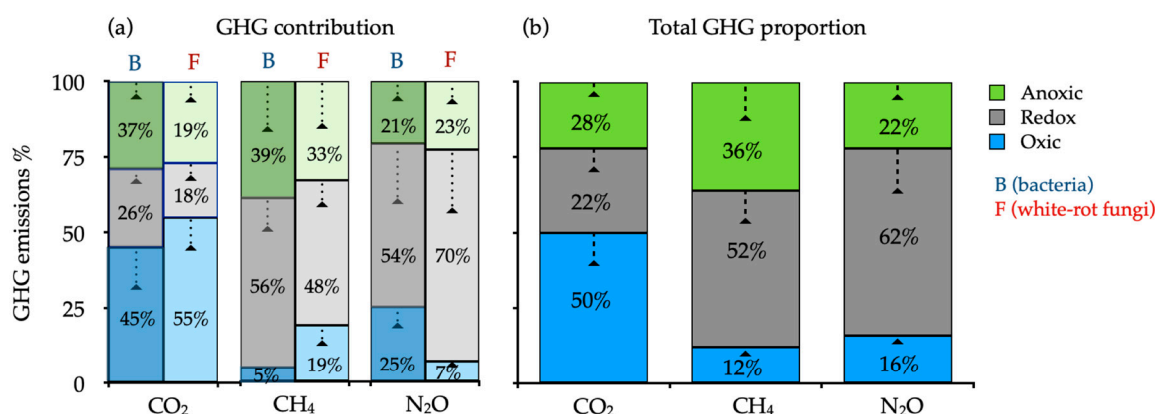 (a) GHG contribution
(b) Total GHG proportion
B F B F B F
GHG emissions %
100
75
50
25
0
37% 19% 39% 33% 21% 23%
26% 18% 56% 48% 54% 70%
45% 55% 5% 19% 25% 7%
CO₂ CH₄ N₂O
28% 36% 22%
22% 52% 62%
50% 12% 16%
CO₂ CH₄ N₂O
Anoxic
Redox
Oxic
B (bacteria)
F (white-rot fungi)